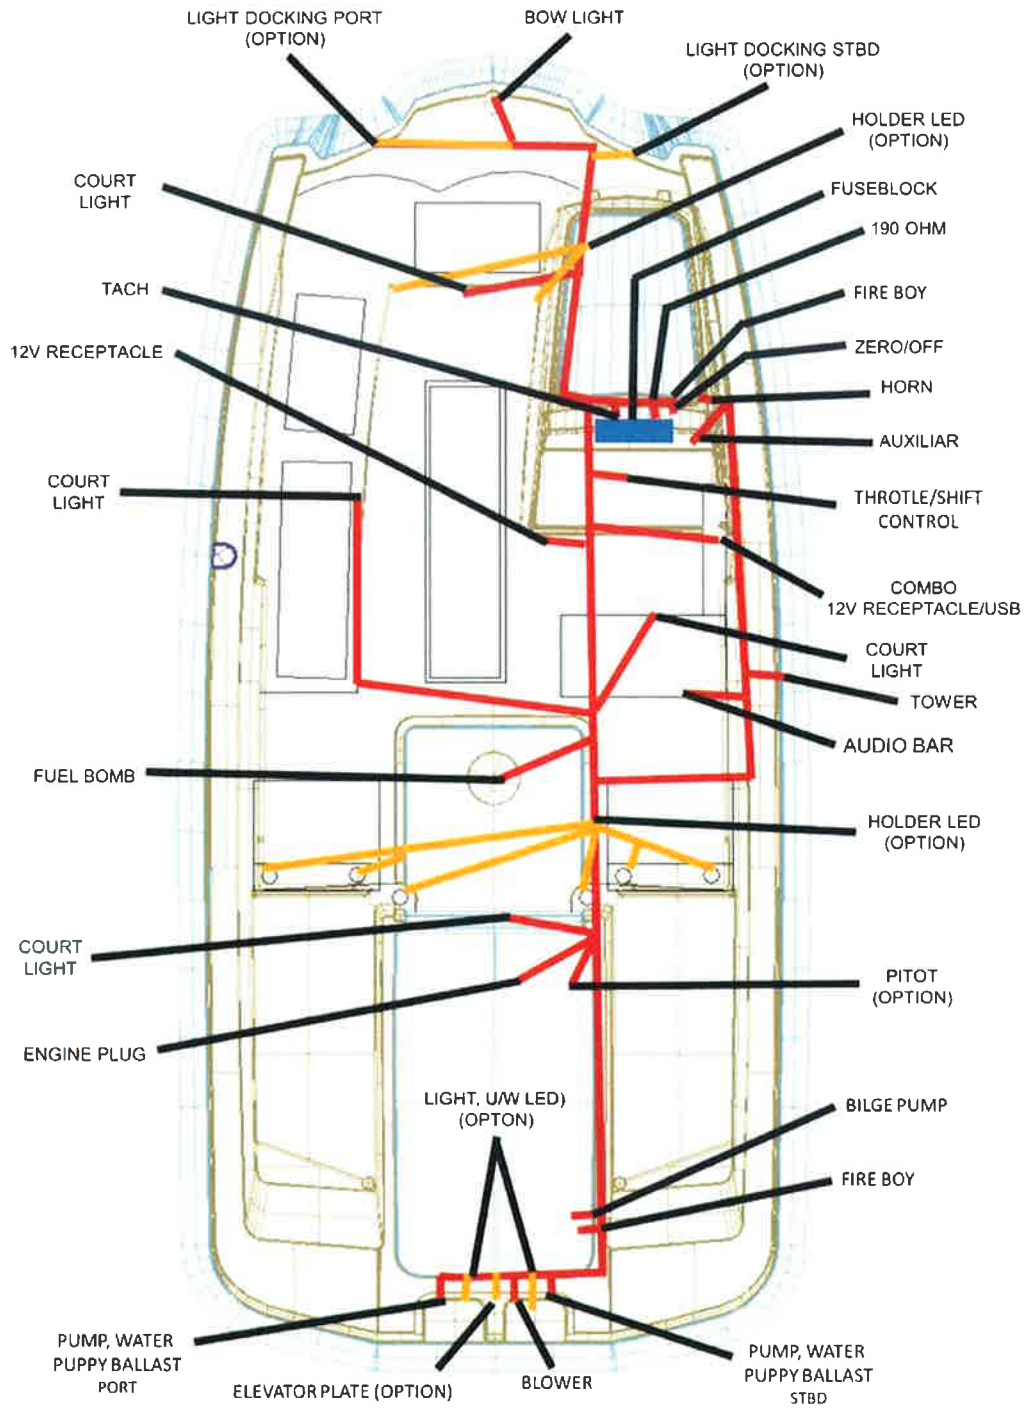 LIGHT DOCKING PORT
(OPTION)
BOW LIGHT
LIGHT DOCKING STBD
(OPTION)
HOLDER LED
(OPTION)
COURT
LIGHT
FUSEBLOCK
190 OHM
TACH
FIRE BOY
12V RECEPTACLE
ZERO/OFF
HORN
AUXILIAR
COURT
LIGHT
THROTLE/SHIFT
CONTROL
COMBO
12V RECEPTACLE/USB
COURT
LIGHT
TOWER
AUDIO BAR
FUEL BOMB
HOLDER LED
(OPTION)
COURT
LIGHT
PITOT
(OPTION)
ENGINE PLUG
LIGHT, U/W LED)
(OPTON)
BILGE PUMP
FIRE BOY
PUMP, WATER
PUPPY BALLAST
PORT
ELEVATOR PLATE (OPTION)
BLOWER
PUMP, WATER
PUPPY BALLAST
STBD